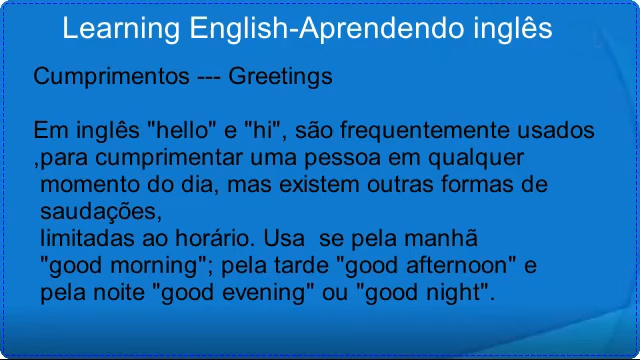 Learning English-Aprendendo inglês
Cumprimentos --- Greetings
Em inglês "hello" e "hi", são frequentemente usados
,para cumprimentar uma pessoa em qualquer
momento do dia, mas existem outras formas de
saudações,
limitadas ao horário. Usa  se pela manhã
"good morning"; pela tarde "good afternoon" e
pela noite "good evening" ou "good night".